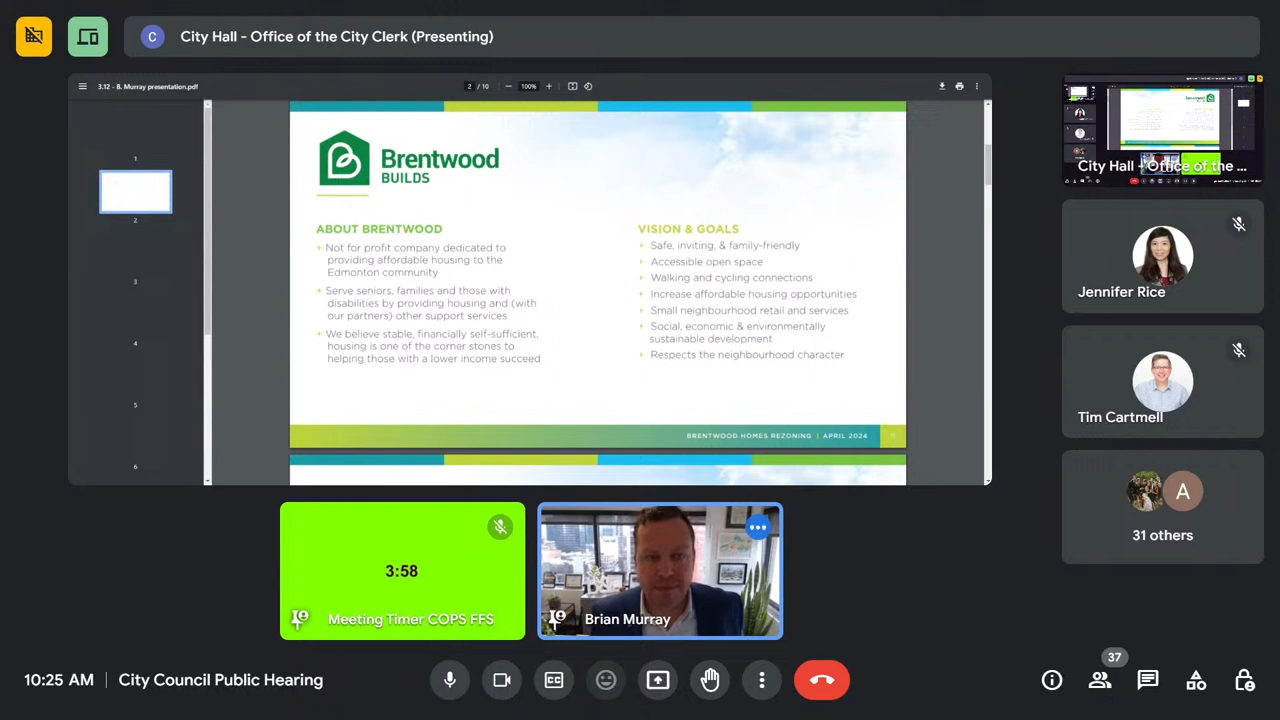 C
City Hall - Office of the City Clerk (Presenting)
3.12 - B. Murray presentation.pdf
2 / 10
100%
1
2
3
4
5
6
Brentwood
BUILDS
ABOUT BRENTWOOD
+ Not for profit company dedicated to
providing affordable housing to the
Edmonton community
+ Serve seniors, families and those with
disabilities by providing housing and (with
our partners) other support services
+ We believe stable, financially self-sufficient,
housing is one of the corner stones to
helping those with a lower income succeed
VISION & GOALS
Safe, inviting, & family-friendly
Accessible open space
Walking and cycling connections
Increase affordable housing opportunities
Small neighbourhood retail and services
Social, economic & environmentally
sustainable development
Respects the neighbourhood character
BRENTWOOD HOMES REZONING | APRIL 2024
City Hall - Office of the ...
Jennifer Rice
Tim Cartmell
A
31 others
3:58
Meeting Timer COPS FFS
Brian Murray
10:25 AM | City Council Public Hearing
CC
37